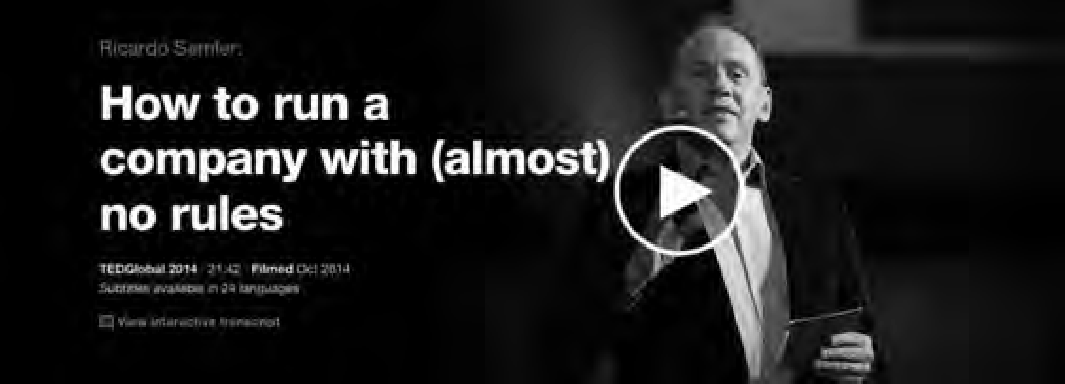 Ricardo Semler:
How to run a
company with (almost)
no rules
TEDGlobal 2014 · 21:42 · Filmed Oct 2014
Subtitles available in 24 languages
View interactive transcript